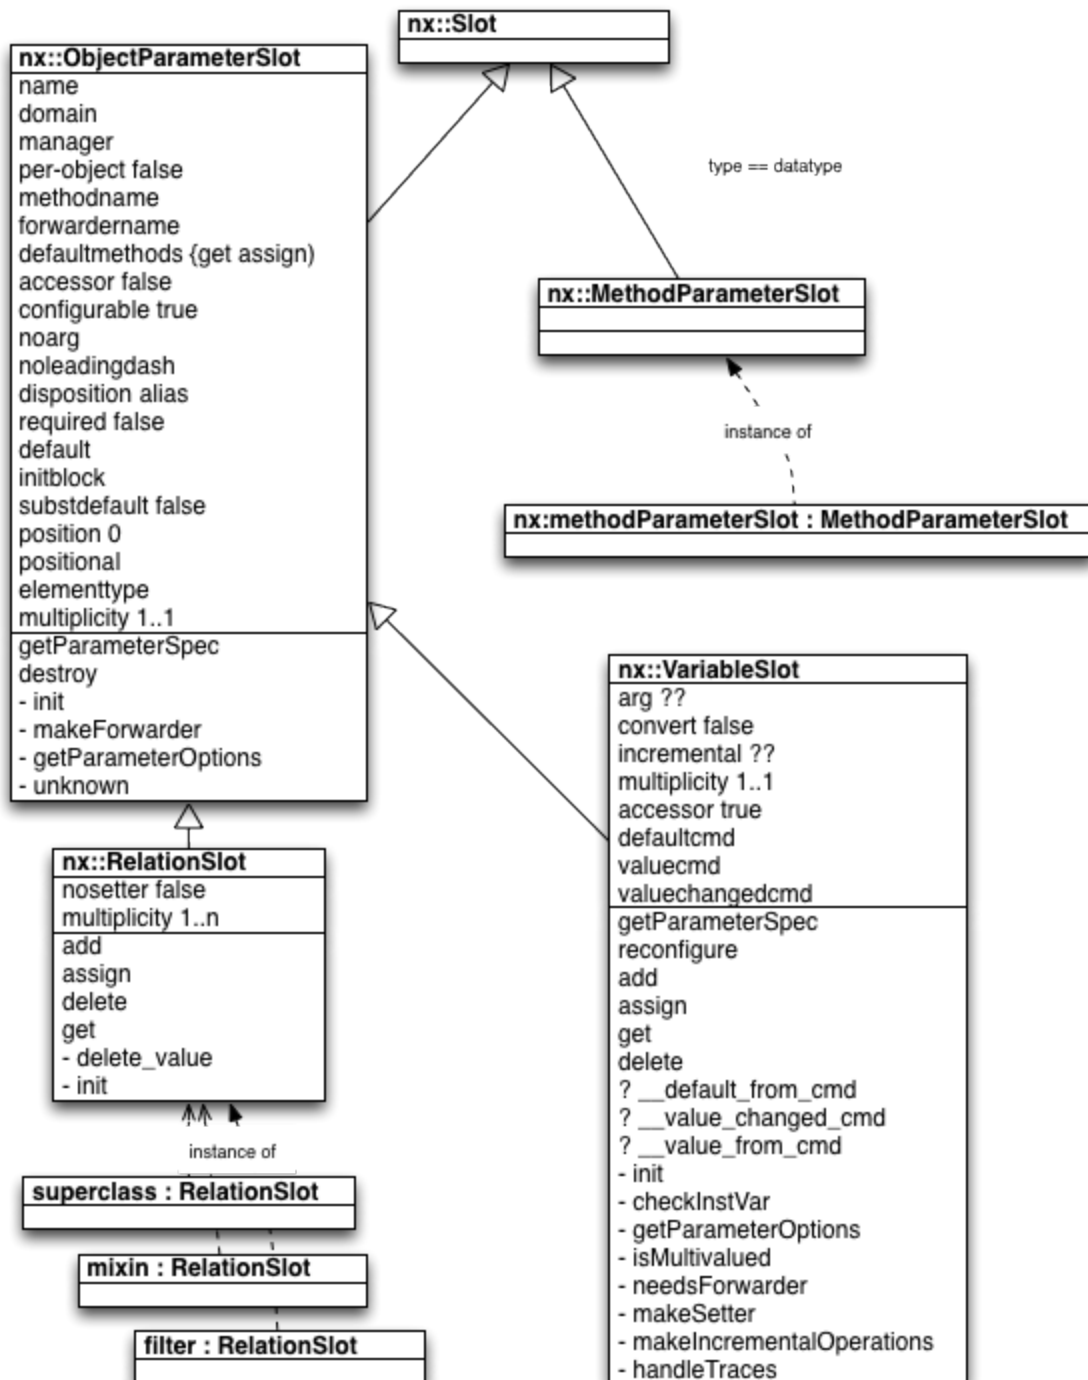 nx::Slot
nx::ObjectParameterSlot
name
domain
manager
per-object false
methodname
forwardername
defaultmethods {get assign)
accessor false
configurable true
noarg
noleadingdash
disposition alias
required false
default
initblock
substdefault false
position 0
positional
elementtype
multiplicity 1..1
getParameterSpec
destroy
- init
- makeForwarder
- getParameterOptions
- unknown
type == datatype
nx::MethodParameterSlot
instance of
nx:methodParameterSlot : MethodParameterSlot
nx::VariableSlot
arg ??
convert false
incremental ??
multiplicity 1..1
accessor true
defaultcmd
valuecmd
valuechangedcmd
getParameterSpec
reconfigure
add
assign
get
delete
? __default_from_cmd
? __value_changed_cmd
? __value_from_cmd
- init
- checkInstVar
- getParameterOptions
- isMultivalued
- needsForwarder
- makeSetter
- makeIncrementalOperations
- handleTraces
nx::RelationSlot
nosetter false
multiplicity 1..n
add
assign
delete
get
- delete_value
- init
instance of
superclass : RelationSlot
mixin : RelationSlot
filter : RelationSlot